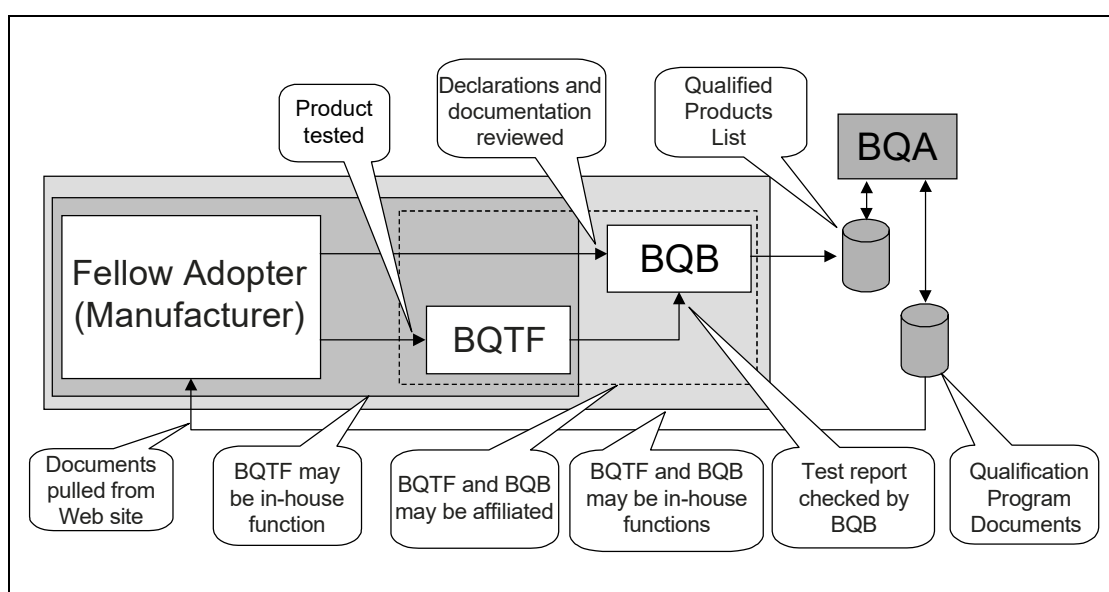 Product
tested
Declarations and
documentation
reviewed
Qualified
Products
List
BQA
Fellow Adopter
(Manufacturer)
BQB
BQTF
Documents
pulled from
Web site
BQTF may
be in-house
function
BQTF and BQB
may be affiliated
BQTF and BQB
may be in-house
functions
Test report
checked by
BQB
Qualification
Program
Documents